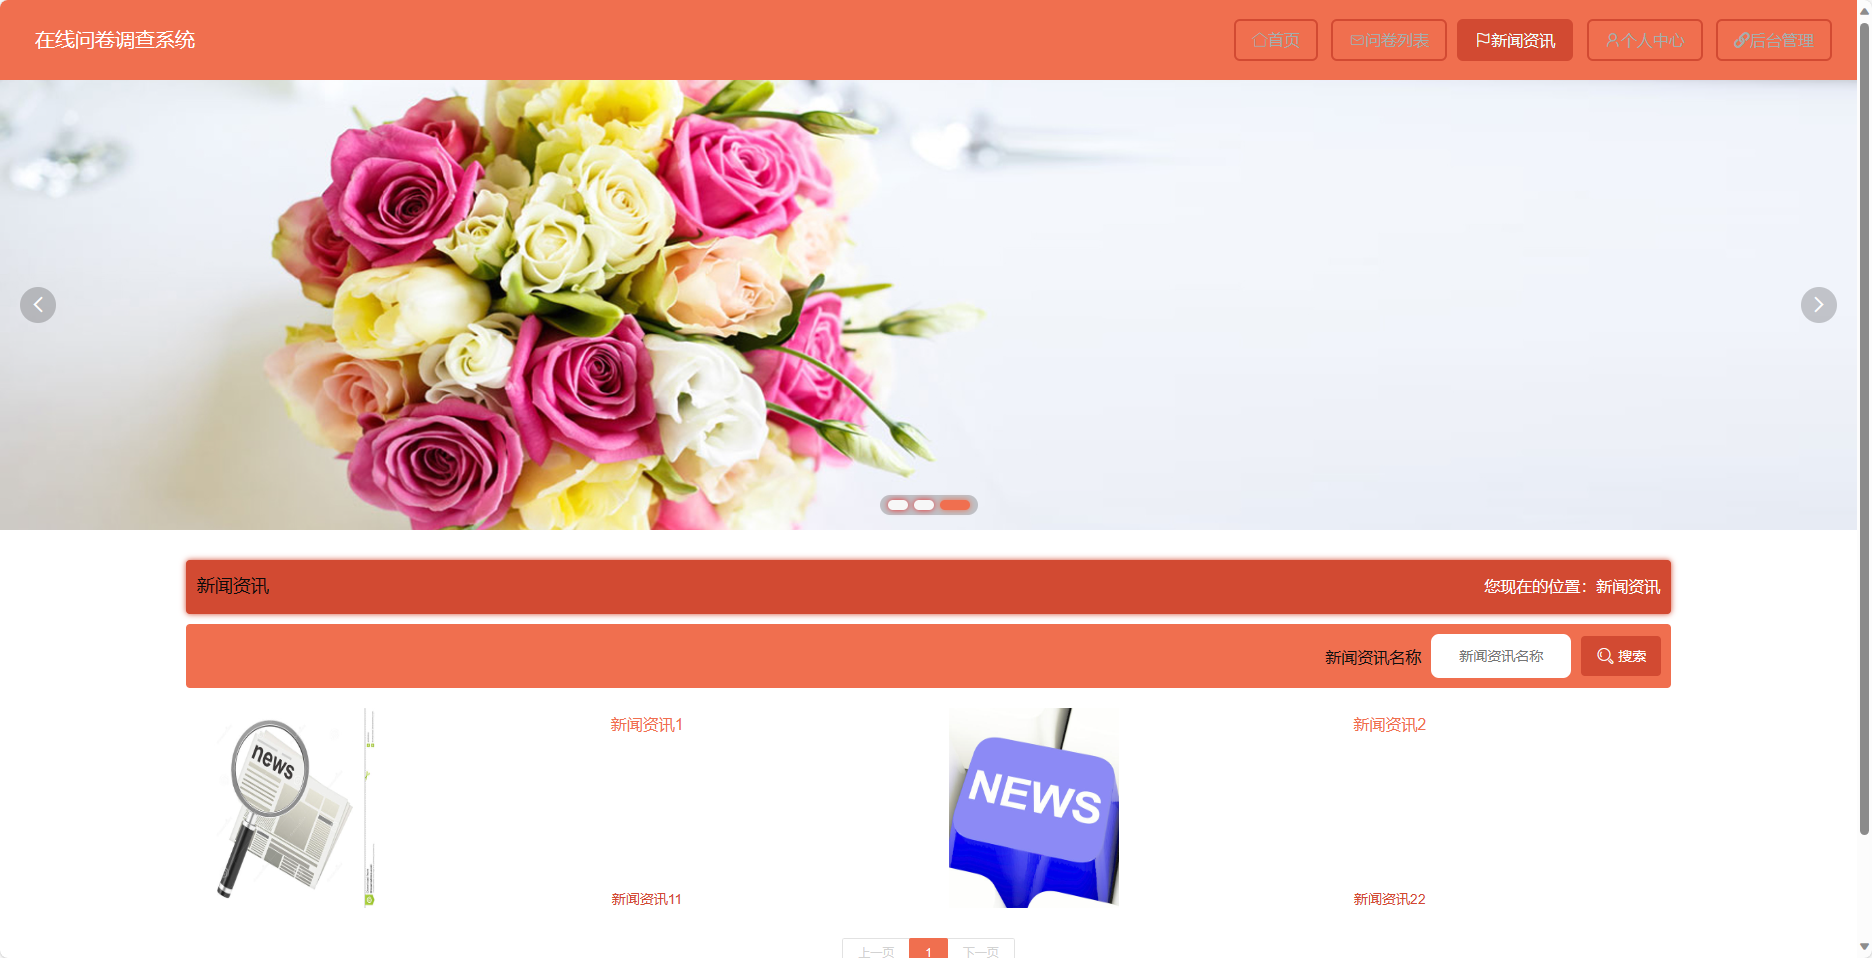 在线问卷调查系统
首页
问卷列表
新闻资讯
个人中心
后台管理
新闻资讯
您现在的位置：新闻资讯
新闻资讯名称
新闻资讯名称
搜索
news
新闻资讯1
新闻资讯11
NEWS
新闻资讯2
新闻资讯22
上一页
1
下一页